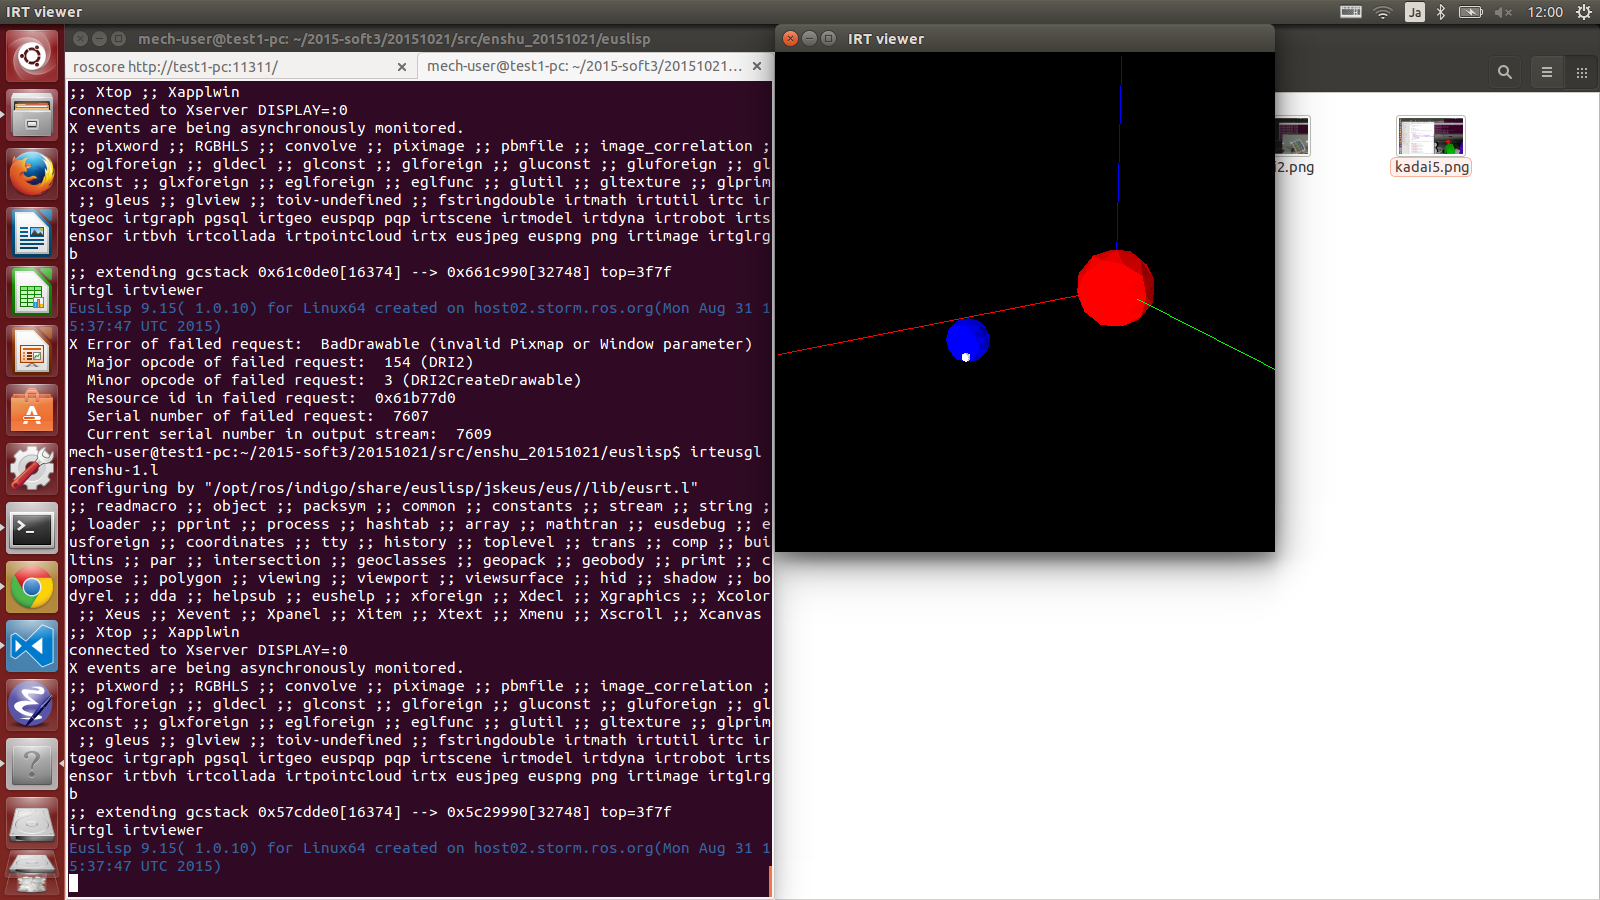 IRT viewer
Ja
12:00
mech-user@test1-pc: ~/2015-soft3/20151021/src/enshu_20151021/euslisp
roscore http://test1-pc:11311/
mech-user@test1-pc: ~/2015-soft3/20151021...
;; Xtop ;; Xapplwin
connected to Xserver DISPLAY=:0
X events are being asynchronously monitored.
;; pixword ;; RGBHLS ;; convolve ;; piximage ;; pbmfile ;; image_correlation ;
; oglforeign ;; gldecl ;; glconst ;; glforeign ;; gluconst ;; gluforeign ;; gl
xconst ;; glxforeign ;; eglforeign ;; eglfunc ;; glutil ;; gltexture ;; glprim
;; gleus ;; glview ;; toiv-undefined ;; fstringdouble irtmath irtutil irtc ir
tgeoc irtgraph pgsql irtgeo euspqp pqp irtscene irtmodel irtdyna irtrobot irts
ensor irtbvh irtcollada irtpointcloud irtx eusjpeg euspng png irtimage irtglrg
b
;; extending gcstack 0x61c0de0[16374] --> 0x661c990[32748] top=3f7f
irtgl irtviewer
EusLisp 9.15( 1.0.10) for Linux64 created on host02.storm.ros.org(Mon Aug 31 1
5:37:47 UTC 2015)
X Error of failed request:  BadDrawable (invalid Pixmap or Window parameter)
Major opcode of failed request:  154 (DRI2)
Minor opcode of failed request:  3 (DRI2CreateDrawable)
Resource id in failed request:  0x61b77d0
Serial number of failed request:  7607
Current serial number in output stream:  7609
mech-user@test1-pc:~/2015-soft3/20151021/src/enshu_20151021/euslisp$ irteusgl
renshu-1.l
configuring by "/opt/ros/indigo/share/euslisp/jskeus/eus//lib/eusrt.l"
;; readmacro ;; object ;; packsym ;; common ;; constants ;; stream ;; string ;
; loader ;; pprint ;; process ;; hashtab ;; array ;; mathtran ;; eusdebug ;; e
usforeign ;; coordinates ;; tty ;; history ;; toplevel ;; trans ;; comp ;; bui
ltins ;; par ;; intersection ;; geoclasses ;; geopack ;; geobody ;; primt ;; c
ompose ;; polygon ;; viewing ;; viewport ;; viewsurface ;; hid ;; shadow ;; bo
dyrel ;; dda ;; helpsub ;; eushelp ;; xforeign ;; Xdecl ;; Xgraphics ;; Xcolor
;; Xeus ;; Xevent ;; Xpanel ;; Xitem ;; Xtext ;; Xmenu ;; Xscroll ;; Xcanvas
;; Xtop ;; Xapplwin
connected to Xserver DISPLAY=:0
X events are being asynchronously monitored.
;; pixword ;; RGBHLS ;; convolve ;; piximage ;; pbmfile ;; image_correlation ;
; oglforeign ;; gldecl ;; glconst ;; glforeign ;; gluconst ;; gluforeign ;; gl
xconst ;; glxforeign ;; eglforeign ;; eglfunc ;; glutil ;; gltexture ;; glprim
;; gleus ;; glview ;; toiv-undefined ;; fstringdouble irtmath irtutil irtc ir
tgeoc irtgraph pgsql irtgeo euspqp pqp irtscene irtmodel irtdyna irtrobot irts
ensor irtbvh irtcollada irtpointcloud irtx eusjpeg euspng png irtimage irtglrg
b
;; extending gcstack 0x57cdde0[16374] --> 0x5c29990[32748] top=3f7f
irtgl irtviewer
EusLisp 9.15( 1.0.10) for Linux64 created on host02.storm.ros.org(Mon Aug 31 1
5:37:47 UTC 2015)
IRT viewer
i2.png
kadai5.png